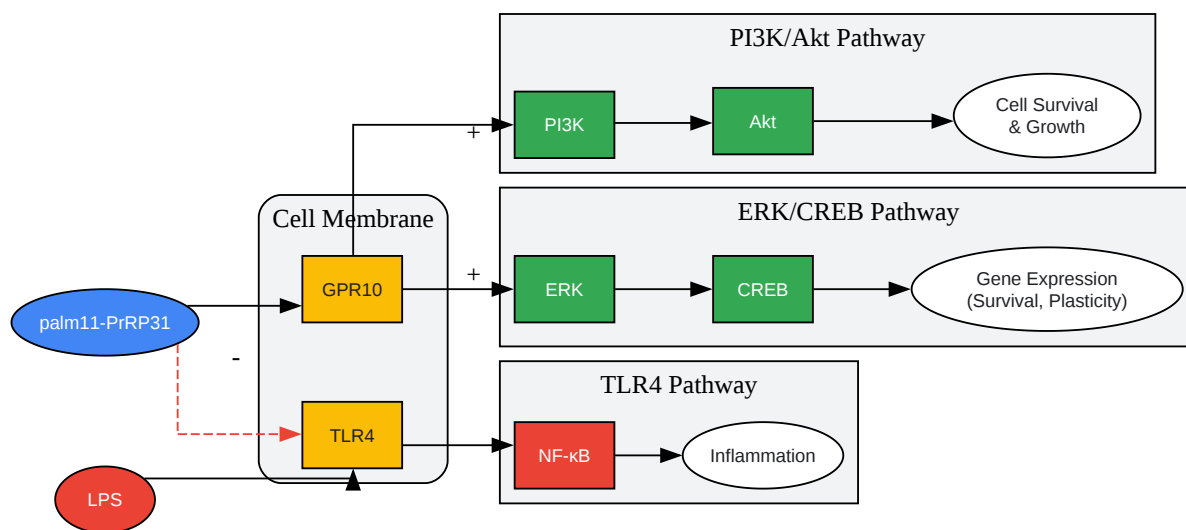 PI3K/Akt Pathway
+
PI3K
Akt
Cell Survival
& Growth
Cell Membrane
ERK/CREB Pathway
GPR10
+
ERK
CREB
Gene Expression
(Survival, Plasticity)
palm11-PrRP31
-
TLR4 Pathway
TLR4
NF-κB
Inflammation
LPS